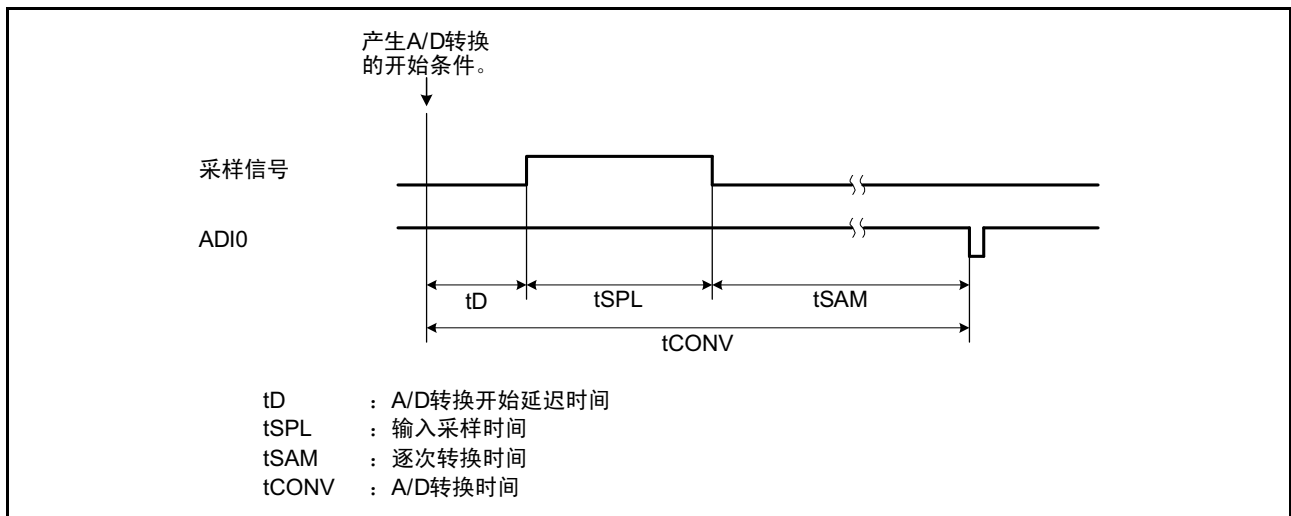 产生A/D转换
的开始条件。
采样信号
ADI0
tD
tSPL
tSAM
tCONV
tD ：A/D转换开始延迟时间
tSPL ：输入采样时间
tSAM ：逐次转换时间
tCONV ：A/D转换时间